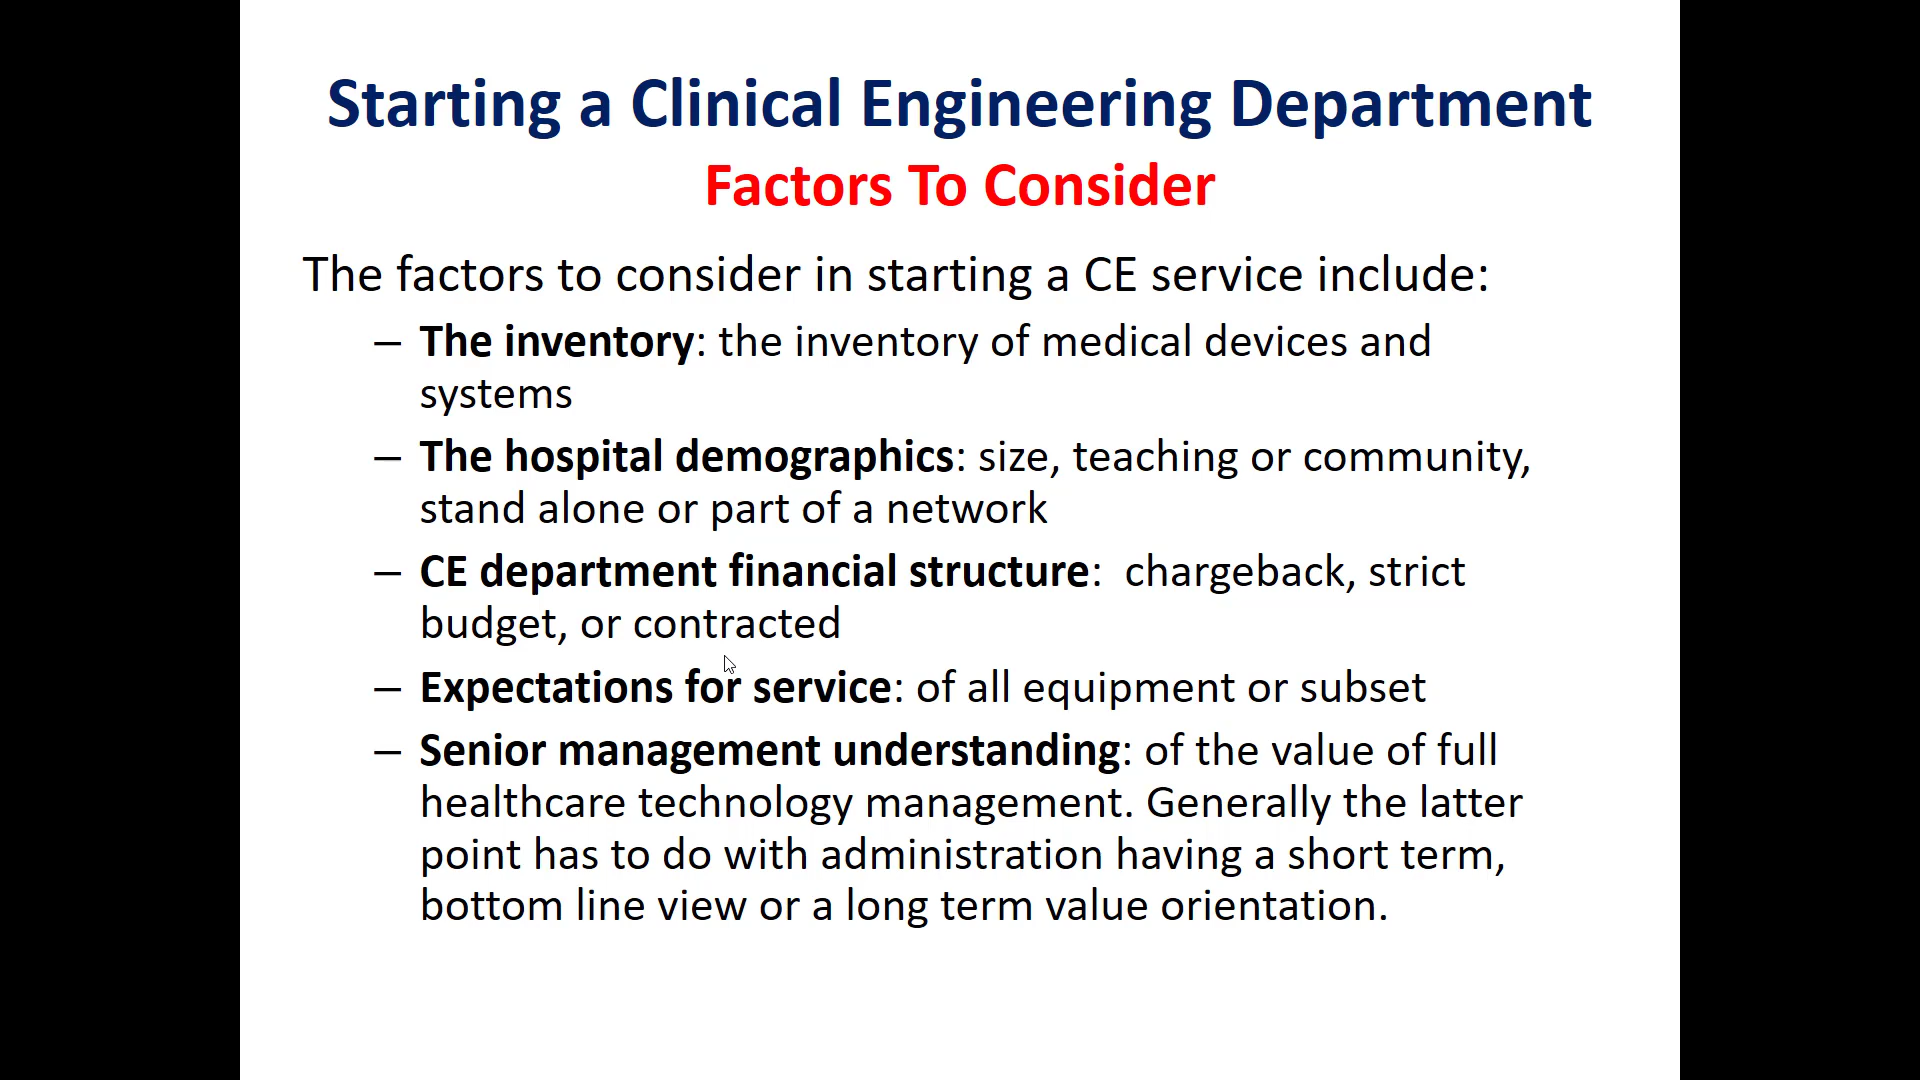 Starting a Clinical Engineering Department
Factors To Consider
The factors to consider in starting a CE service include:
– The inventory: the inventory of medical devices and
systems
– The hospital demographics: size, teaching or community,
stand alone or part of a network
– CE department financial structure:  chargeback, strict
budget, or contracted
– Expectations for service: of all equipment or subset
– Senior management understanding: of the value of full
healthcare technology management. Generally the latter
point has to do with administration having a short term,
bottom line view or a long term value orientation.